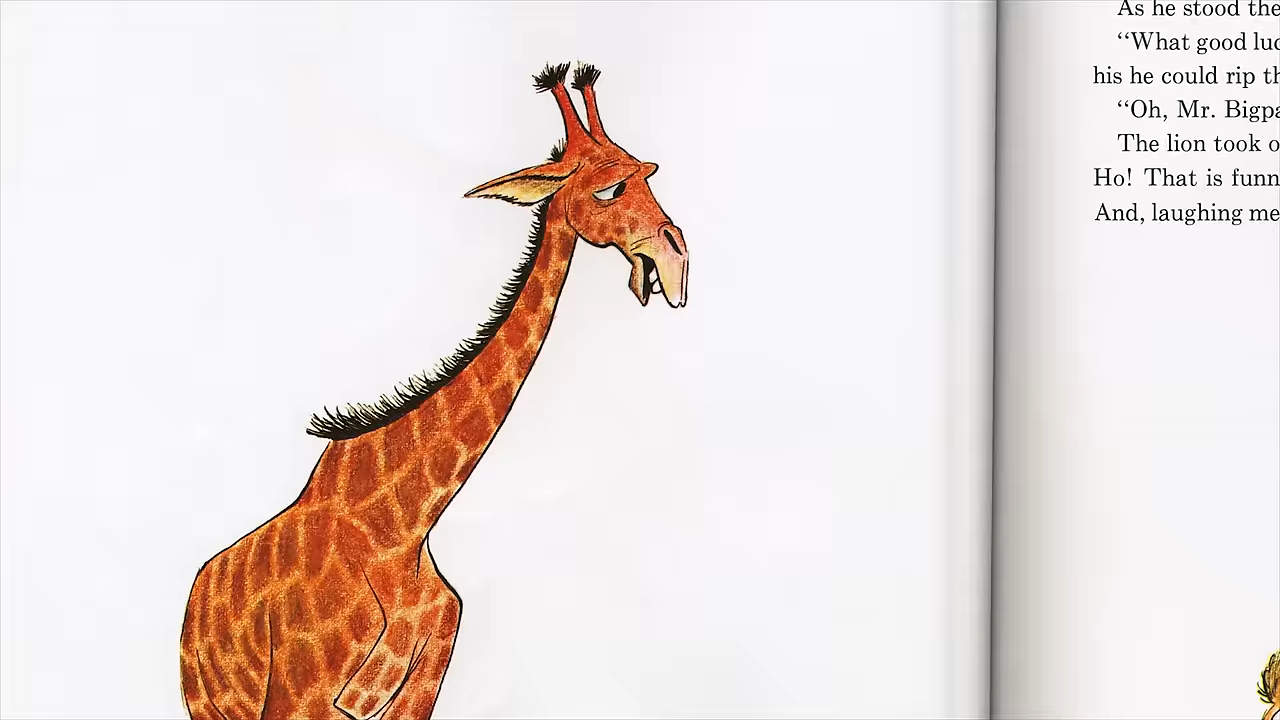 As he stood the
“What good luc
his he could rip th
“Oh, Mr. Bigpa
The lion took o
Ho! That is funn
And, laughing me